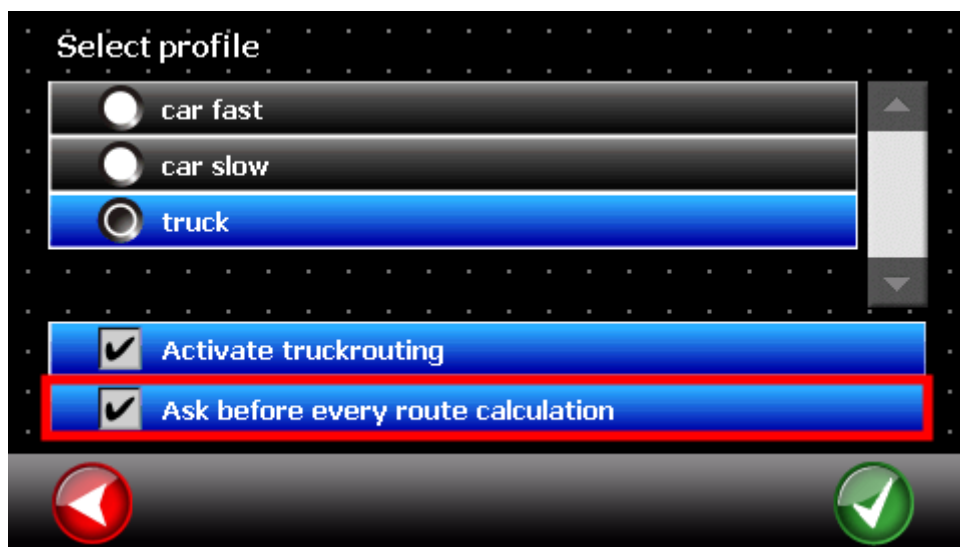 Select profile
car fast
car slow
truck
Activate truckrouting
Ask before every route calculation